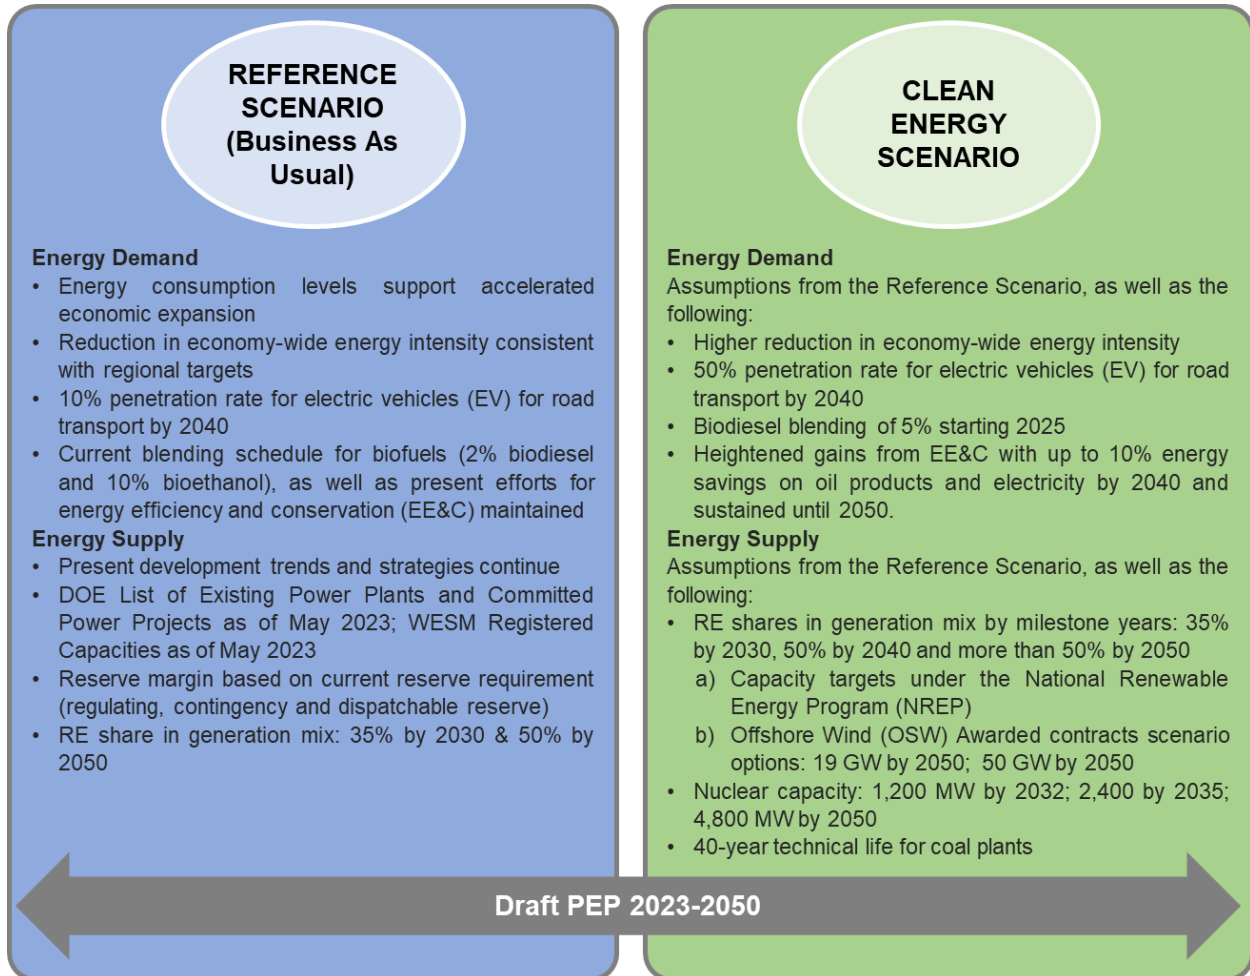 REFERENCE
SCENARIO
(Business As
Usual)
Energy Demand
• Energy consumption levels support accelerated
economic expansion
• Reduction in economy-wide energy intensity consistent
with regional targets
• 10% penetration rate for electric vehicles (EV) for road
transport by 2040
• Current blending schedule for biofuels (2% biodiesel
and 10% bioethanol), as well as present efforts for
energy efficiency and conservation (EE&C) maintained
Energy Supply
• Present development trends and strategies continue
• DOE List of Existing Power Plants and Committed
Power Projects as of May 2023; WESM Registered
Capacities as of May 2023
• Reserve margin based on current reserve requirement
(regulating, contingency and dispatchable reserve)
• RE share in generation mix: 35% by 2030 & 50% by
2050
CLEAN
ENERGY
SCENARIO
Energy Demand
Assumptions from the Reference Scenario, as well as the
following:
• Higher reduction in economy-wide energy intensity
• 50% penetration rate for electric vehicles (EV) for road
transport by 2040
• Biodiesel blending of 5% starting 2025
• Heightened gains from EE&C with up to 10% energy
savings on oil products and electricity by 2040 and
sustained until 2050.
Energy Supply
Assumptions from the Reference Scenario, as well as the
following:
• RE shares in generation mix by milestone years: 35%
by 2030, 50% by 2040 and more than 50% by 2050
a) Capacity targets under the National Renewable
Energy Program (NREP)
b) Offshore Wind (OSW) Awarded contracts scenario
options: 19 GW by 2050; 50 GW by 2050
• Nuclear capacity: 1,200 MW by 2032; 2,400 by 2035;
4,800 MW by 2050
• 40-year technical life for coal plants
Draft PEP 2023-2050